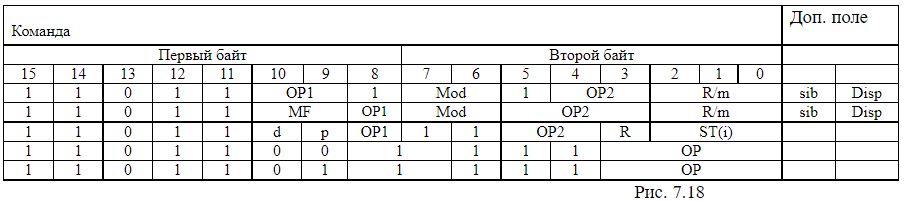 Команда Доп. поле
Первый байт Второй байт
15 14 13 12 11 10 9 8 7 6 5 4 3 2 1 0
1 1 0 1 1 OP1 1 Mod 1 OP2 R/m sib Disp
1 1 0 1 1 MF OP1 Mod OP2 R/m sib Disp
1 1 0 1 1 d p OP1 1 1 OP2 R ST(i)
1 1 0 1 1 0 0 1 1 1 1 OP
1 1 0 1 1 0 1 1 1 1 1 OP
Рис. 7.18